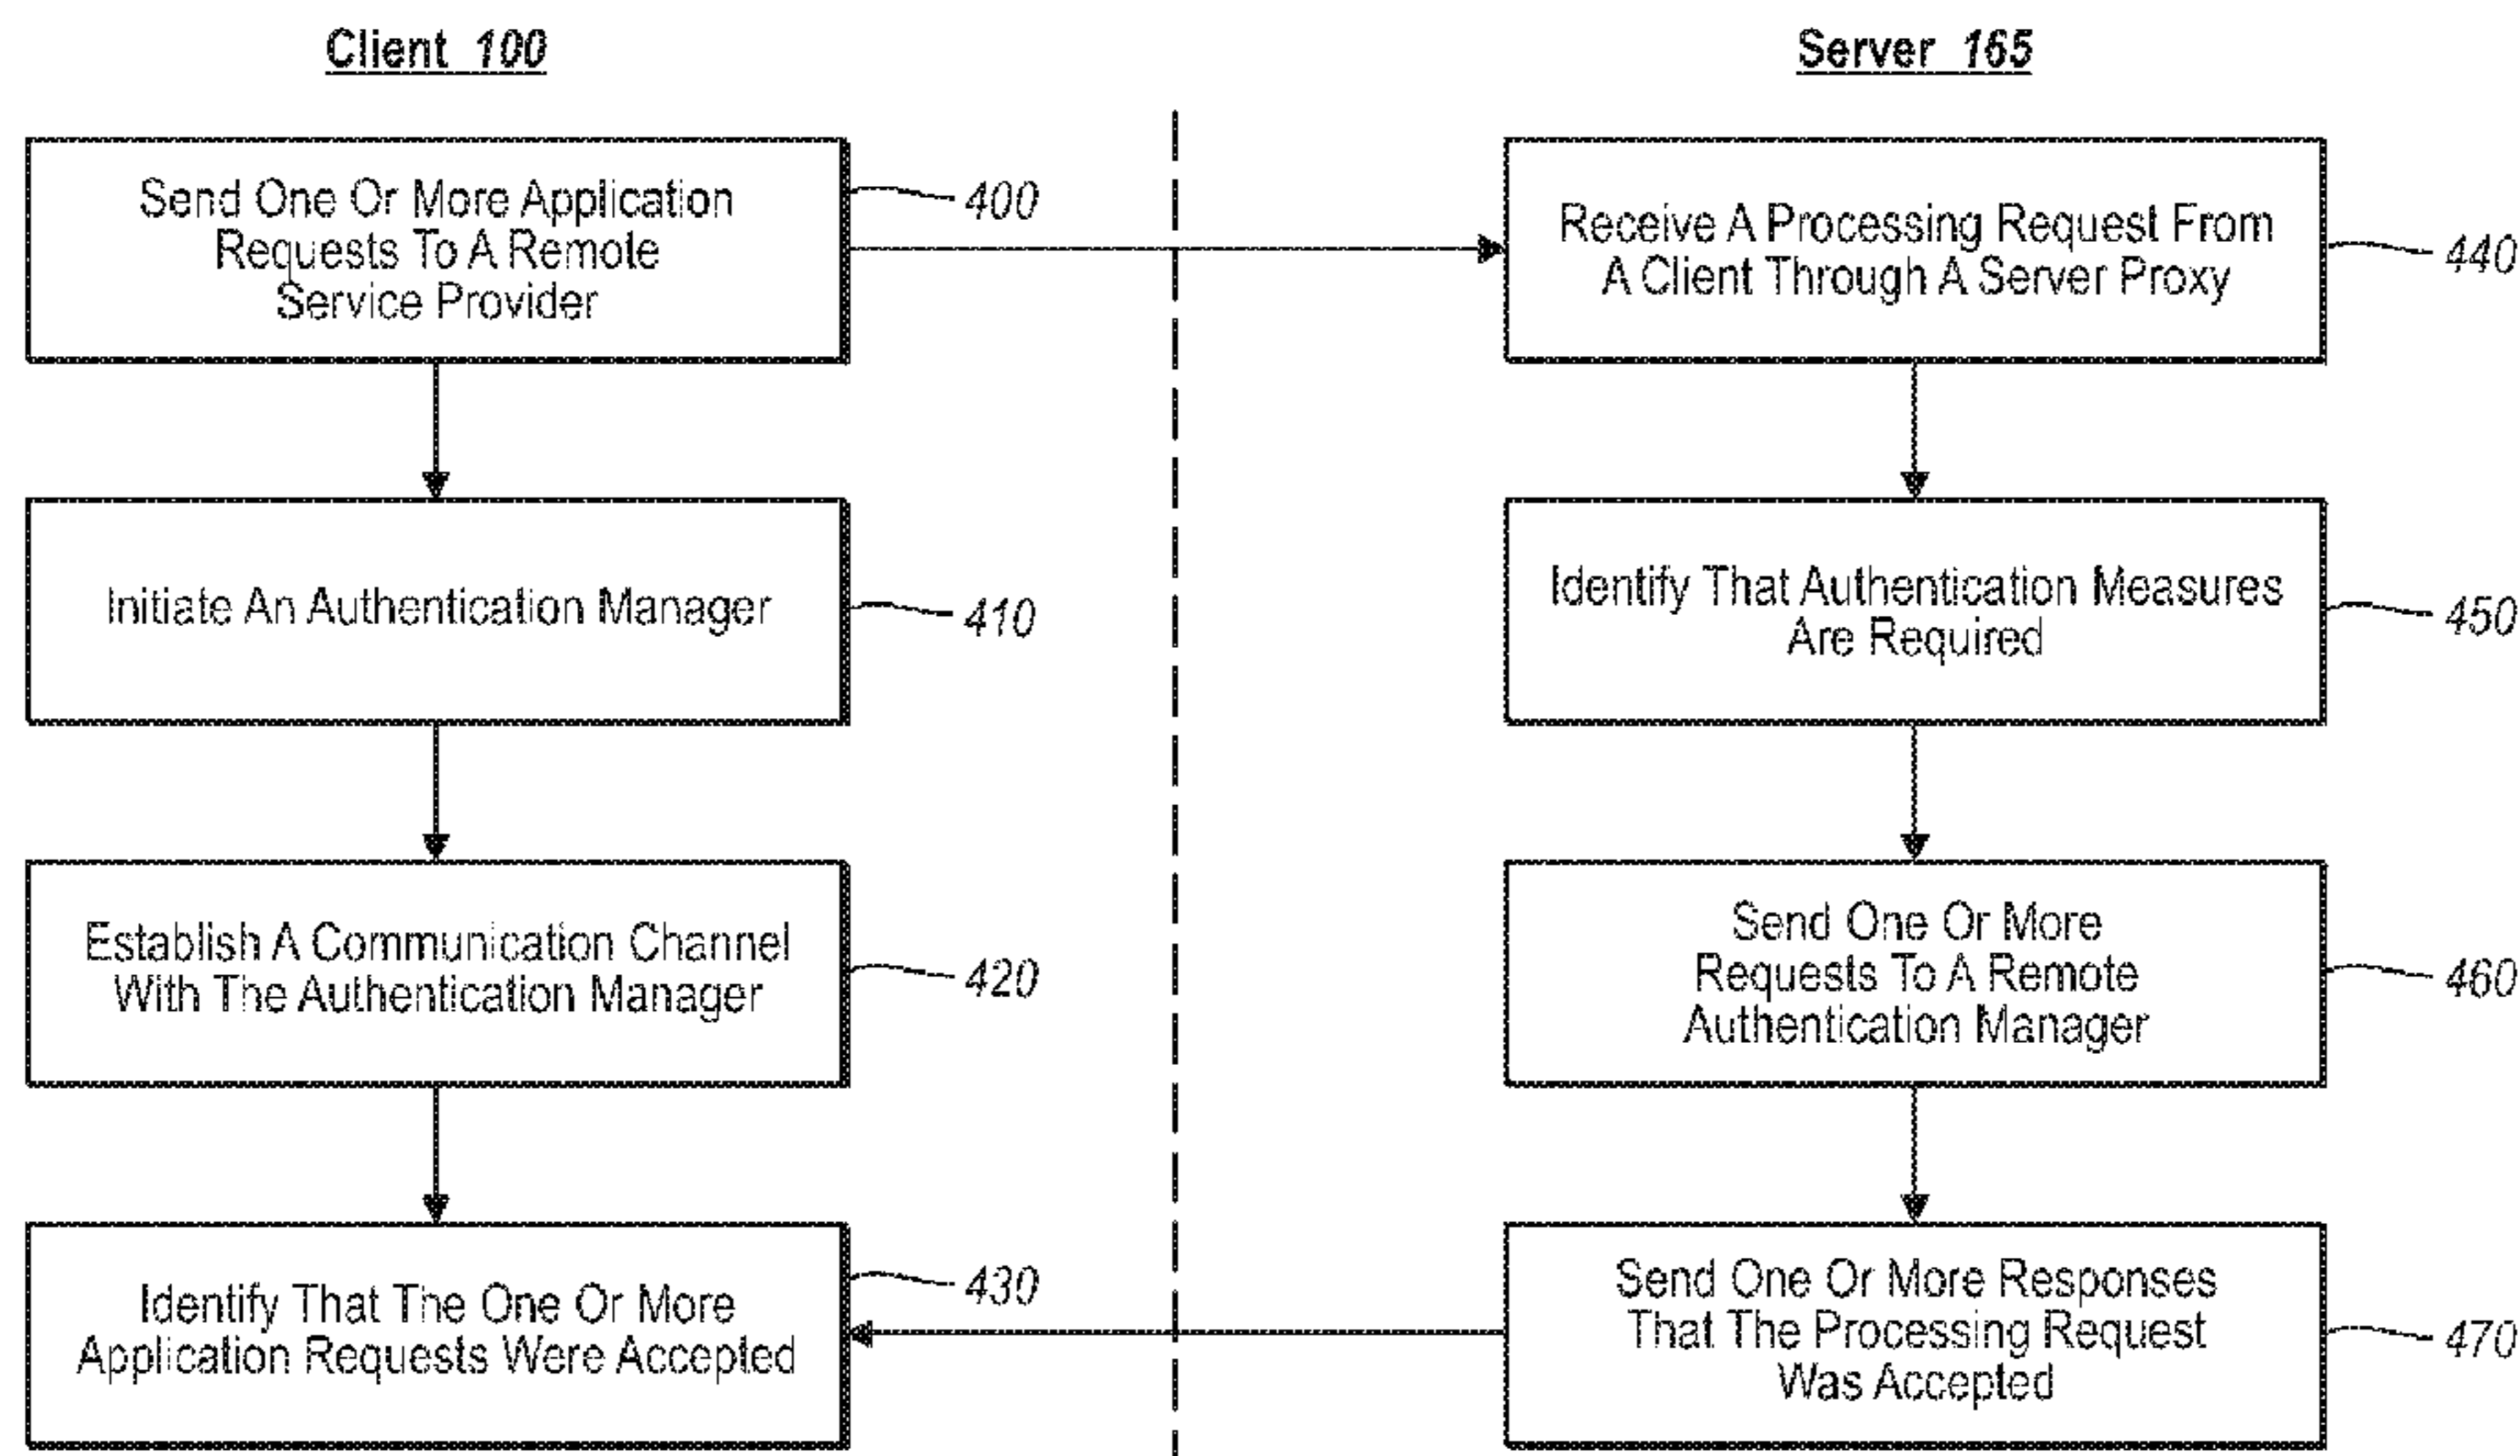 Client 100
Server 165
Send One Or More Application
Requests To A Remote
Service Provider
400
Receive A Processing Request From
A Client Through A Server Proxy
440
Initiate An Authentication Manager
410
Identify That Authentication Measures
Are Required
450
Establish A Communication Channel
With The Authentication Manager
420
Send One Or More
Requests To A Remote
Authentication Manager
460
Identify That The One Or More
Application Requests Were Accepted
430
Send One Or More Responses
That The Processing Request
Was Accepted
470